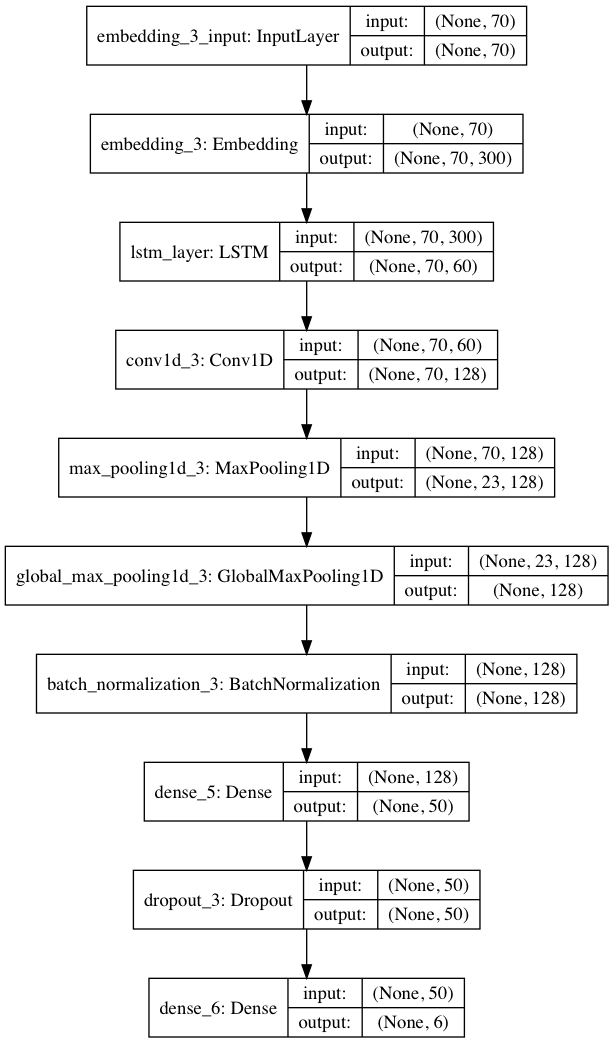 embedding_3_input: InputLayer
input: (None, 70)
output: (None, 70)
embedding_3: Embedding
input: (None, 70)
output: (None, 70, 300)
lstm_layer: LSTM
input: (None, 70, 300)
output: (None, 70, 60)
conv1d_3: Conv1D
input: (None, 70, 60)
output: (None, 70, 128)
max_pooling1d_3: MaxPooling1D
input: (None, 70, 128)
output: (None, 23, 128)
global_max_pooling1d_3: GlobalMaxPooling1D
input: (None, 23, 128)
output: (None, 128)
batch_normalization_3: BatchNormalization
input: (None, 128)
output: (None, 128)
dense_5: Dense
input: (None, 128)
output: (None, 50)
dropout_3: Dropout
input: (None, 50)
output: (None, 50)
dense_6: Dense
input: (None, 50)
output: (None, 6)